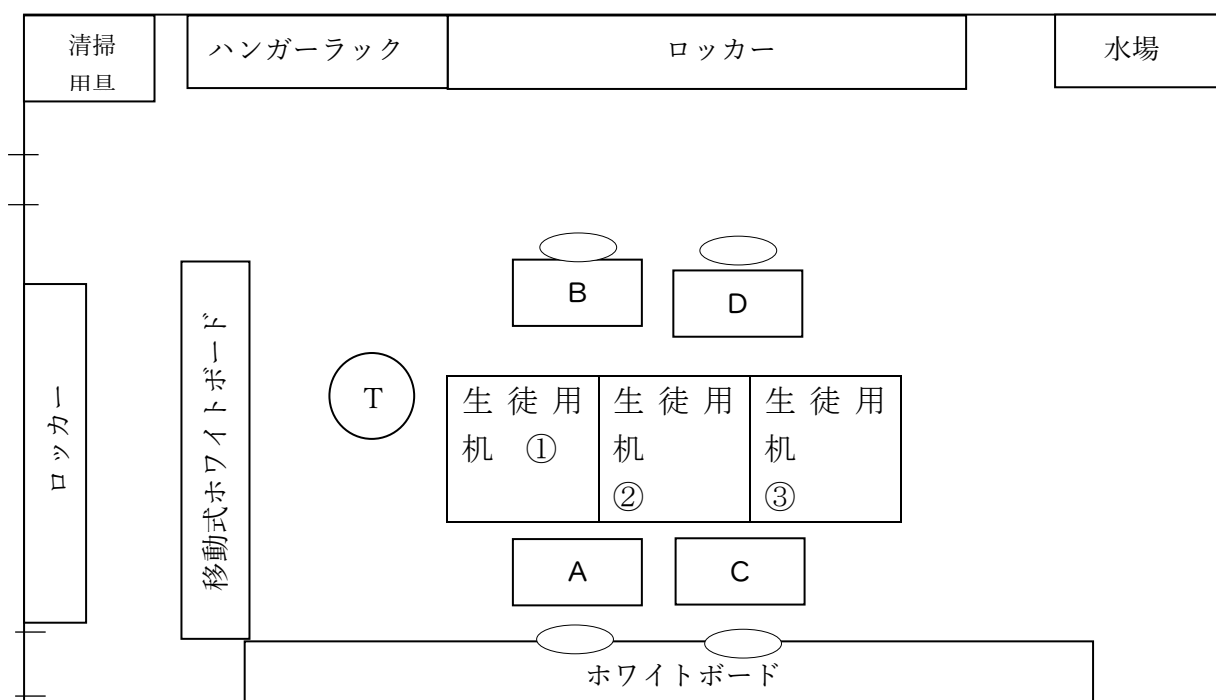 清掃
用具
ハンガーラック
ロッカー
水場
B
D
ロッカー
移動式ホワイトボード
T
生徒用
机 ①
生徒用
机
②
生徒用
机
③
A
C
ホワイトボード